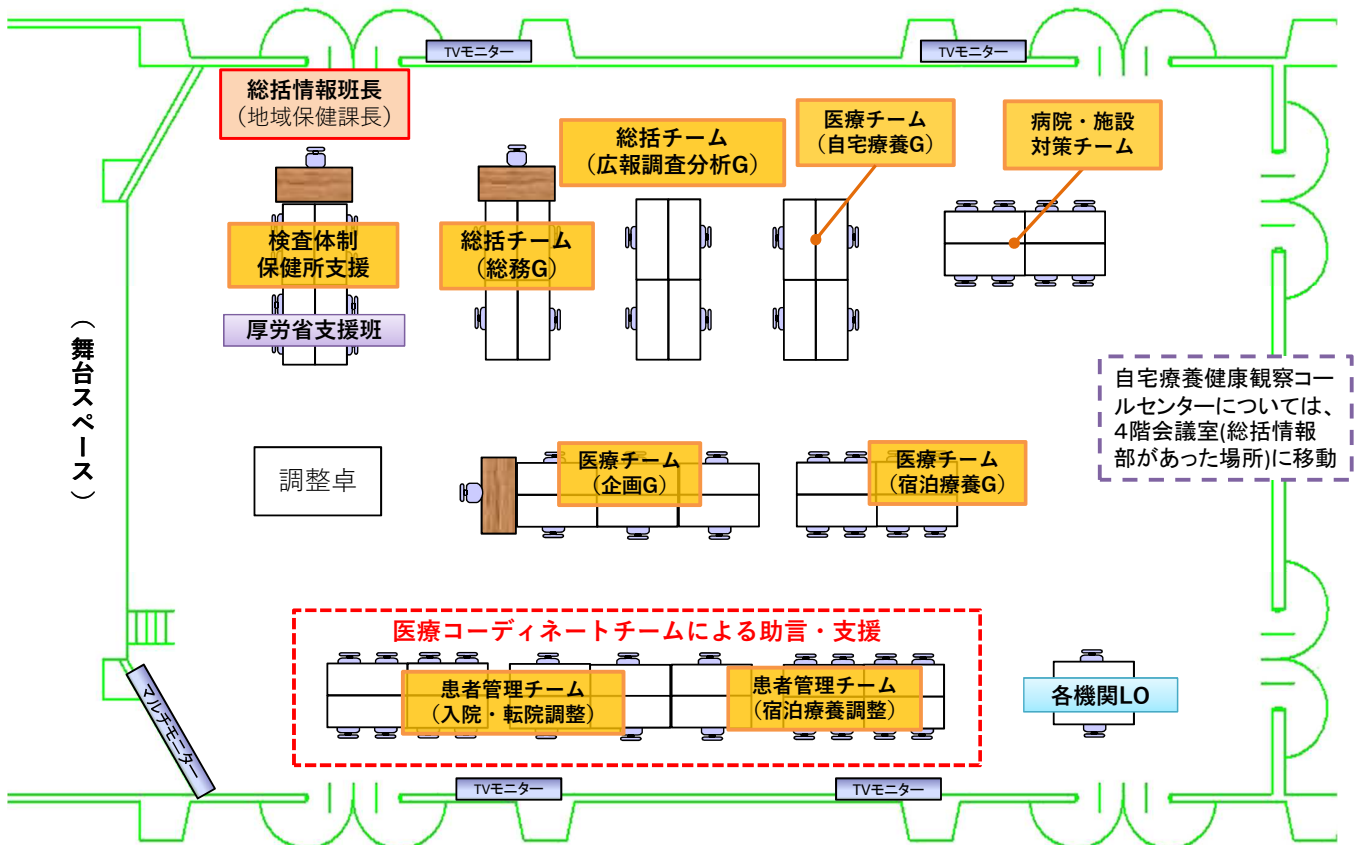 TVモニター
TVモニター
総括情報班長
（地域保健課長）
総括チーム
（広報調査分析G）
医療チーム
（自宅療養G）
病院・施設
対策チーム
検査体制
保健所支援
総括チーム
（総務G）
厚労省支援班
（舞台スペース）
自宅療養健康観察コー
ルセンターについては、
4階会議室(総括情報
部があった場所)に移動
調整卓
医療チーム
（企画G）
医療チーム
（宿泊療養G）
医療コーディネートチームによる助言・支援
患者管理チーム
（入院・転院調整）
患者管理チーム
（宿泊療養調整）
各機関LO
マルチモニター
TVモニター
TVモニター